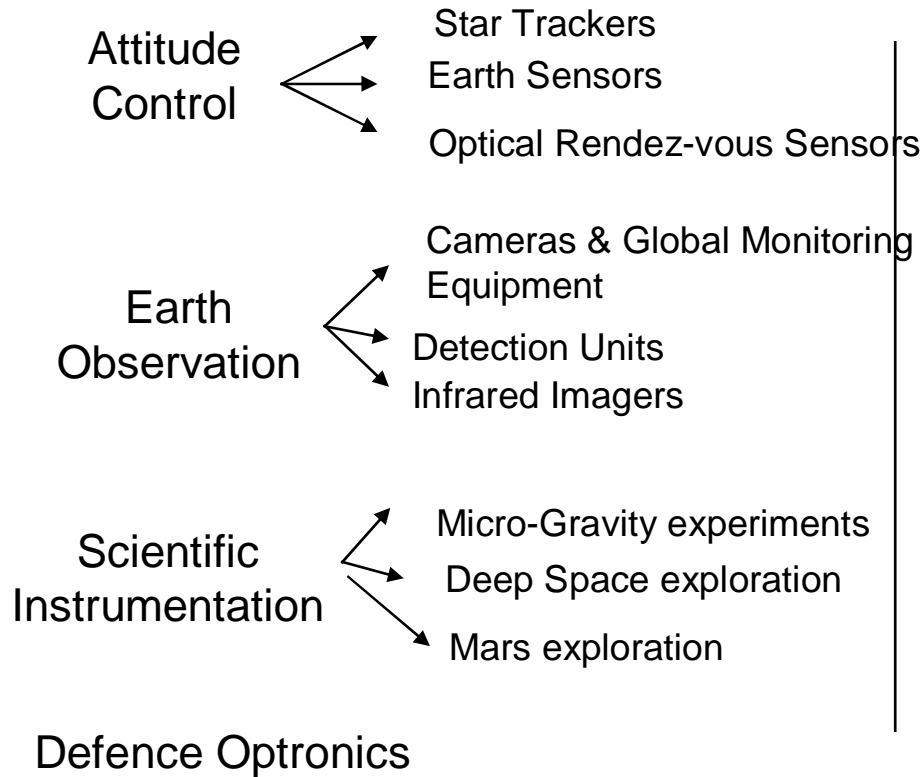 Attitude
Control
Star Trackers
Earth Sensors
Optical Rendez-vous Sensors
Earth
Observation
Cameras & Global Monitoring
Equipment
Detection Units
Infrared Imagers
Scientific
Instrumentation
Micro-Gravity experiments
Deep Space exploration
Mars exploration
Defence Optronics